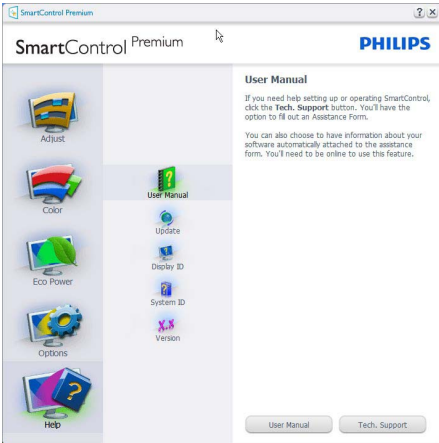 SmartControl Premium
SmartControl Premium
PHILIPS
Adjust
Color
Eco Power
Options
Help
User Manual
Update
Display ID
System ID
X.X
Version
User Manual
If you need help setting up or operating SmartControl,
click the Tech. Support button. You'll have the
option to fill out an Assistance Form.
You can also choose to have information about your
software automatically attached to the assistance
form. You'll need to be online to use this feature.
User Manual
Tech. Support